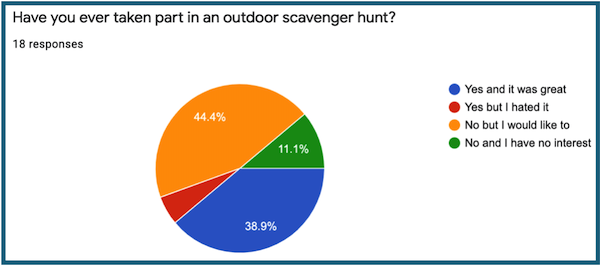 Have you ever taken part in an outdoor scavenger hunt?
18 responses
44.4%
11.1%
38.9%
Yes and it was great
Yes but I hated it
No but I would like to
No and I have no interest